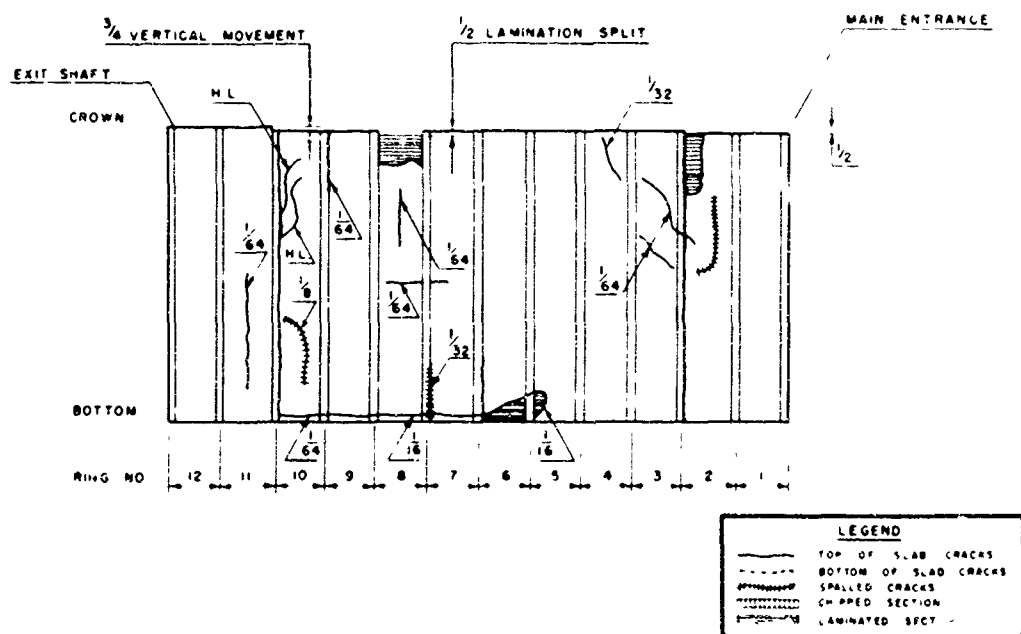 ¾ VERTICAL MOVEMENT
½ LAMINATION SPLIT
MAIN ENTRANCE
EXIT SHAFT
H L
1/32
CROWN
1/2
1/64
1/64
H L
1/64
1/8
1/64
1/64
1/32
BOTTOM
1/64
1/16
1/16
RING NO 12 11 10 9 8 7 6 5 4 3 2 1
LEGEND
TOP OF SLAB CRACKS
BOTTOM OF SLAB CRACKS
SPALLED CRACKS
CHIPPED SECTION
LAMINATED SECT